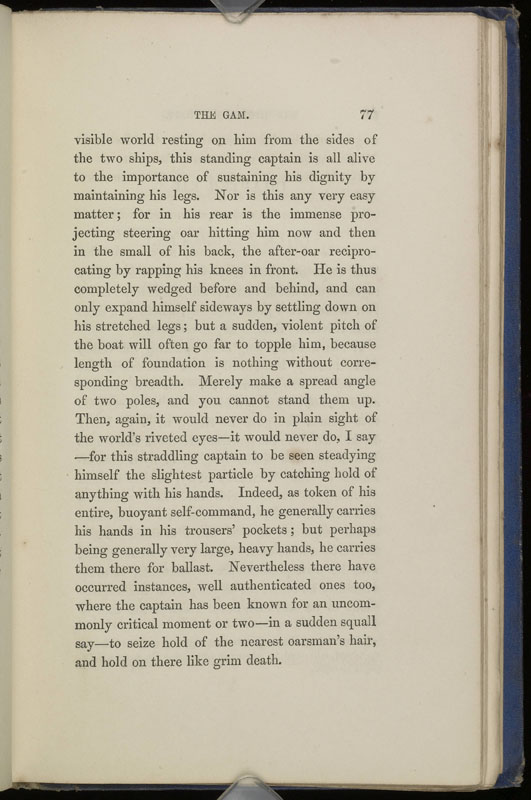 THE GAM. 77
visible world resting on him from the sides of
the two ships, this standing captain is all alive
to the importance of sustaining his dignity by
maintaining his legs. Nor is this any very easy
matter; for in his rear is the immense pro-
jecting steering oar hitting him now and then
in the small of his back, the after-oar recipro-
cating by rapping his knees in front. He is thus
completely wedged before and behind, and can
only expand himself sideways by settling down on
his stretched legs; but a sudden, violent pitch of
the boat will often go far to topple him, because
length of foundation is nothing without corre-
sponding breadth. Merely make a spread angle
of two poles, and you cannot stand them up.
Then, again, it would never do in plain sight of
the world's riveted eyes—it would never do, I say
—for this straddling captain to be seen steadying
himself the slightest particle by catching hold of
anything with his hands. Indeed, as token of his
entire, buoyant self-command, he generally carries
his hands in his trousers' pockets; but perhaps
being generally very large, heavy hands, he carries
them there for ballast. Nevertheless there have
occurred instances, well authenticated ones too,
where the captain has been known for an uncom-
monly critical moment or two—in a sudden squall
say—to seize hold of the nearest oarsman's hair,
and hold on there like grim death.